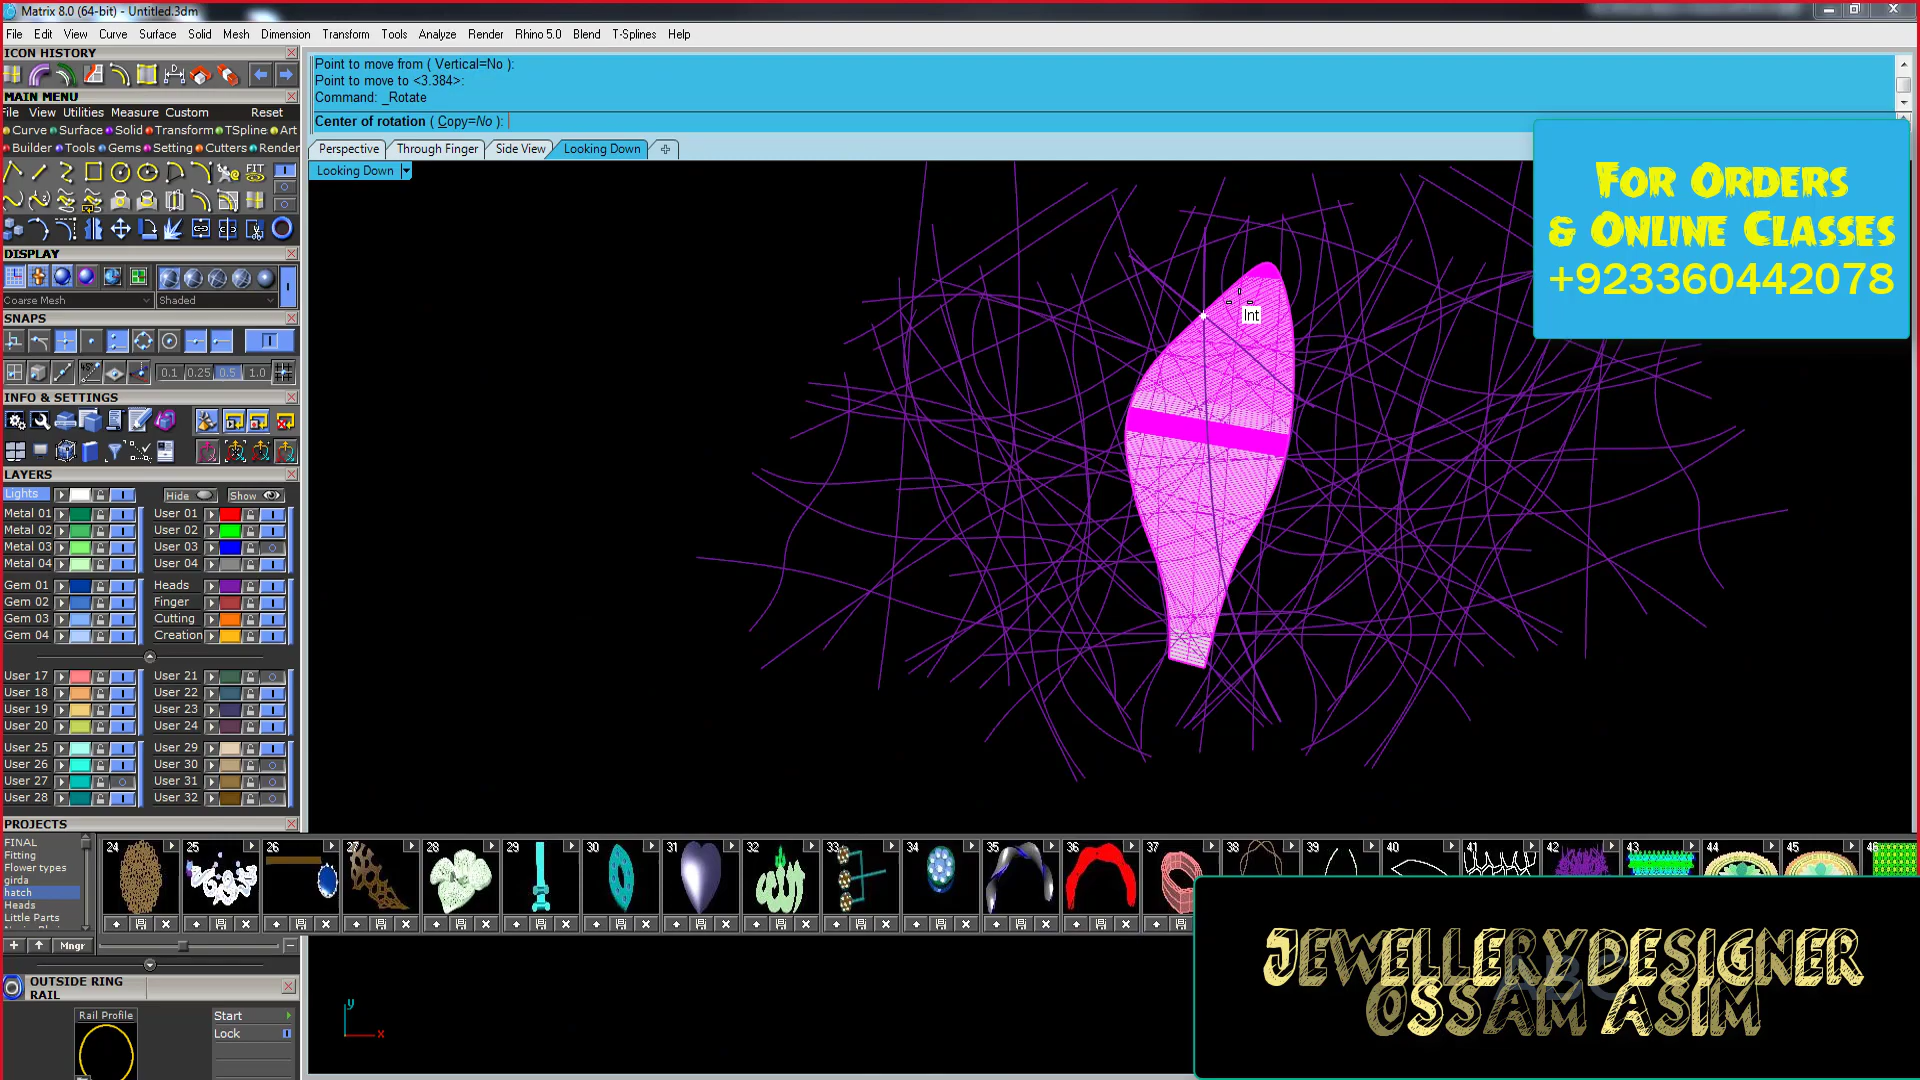 Matrix 8.0 (64-bit) - Untitled.3dm
File Edit View Curve Surface Solid Mesh Dimension Transform Tools Analyze Render Rhino 5.0 Blend T-Splines Help
ICON HISTORY
MAIN MENU
File View Utilities Measure Custom Reset
Curve Surface Solid Transform TSpline Art
Builder Tools Gems Setting Cutters Render
FIT
DISPLAY
Coarse Mesh Shaded
SNAPS
0.1 0.25 0.5 1.0
INFO & SETTINGS
LAYERS
Lights Hide Show
Metal 01 User 01
Metal 02 User 02
Metal 03 User 03
Metal 04 User 04
Gem 01 Heads
Gem 02 Finger
Gem 03 Cutting
Gem 04 Creation
User 17 User 21
User 18 User 22
User 19 User 23
User 20 User 24
User 25 User 29
User 26 User 30
User 27 User 31
User 28 User 32
PROJECTS
FINAL
Fitting
Flower types
girda
hatch
Heads
Little Parts
Mngr
OUTSIDE RING
RAIL
Rail Profile
Start
Lock
Point to move from ( Vertical=No ):
Point to move to <3.384>:
Command: _Rotate
Center of rotation ( Copy=No ):
Perspective Through Finger Side View Looking Down
Looking Down
Int
For Orders
& Online Classes
+923360442078
24 25 26 27 28 29 30 31 32 33 34 35 36 37 38 39 40 41 42 43 44 45 46
y
x
JEWELLERY DESIGNER
OSSAM ASIM